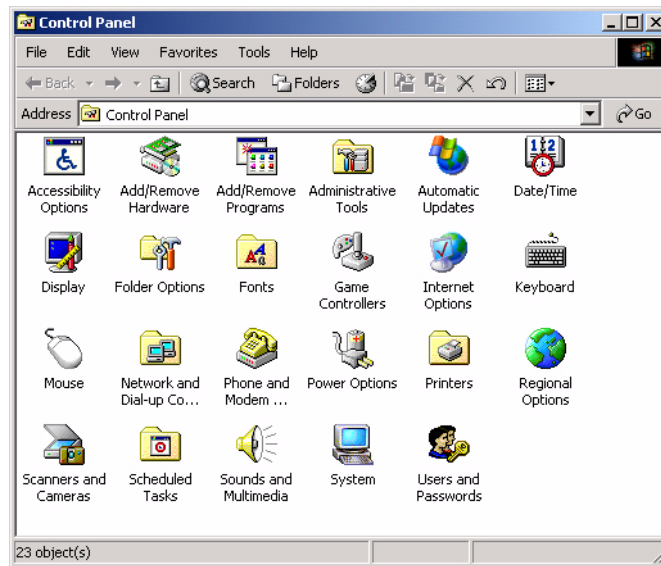 Control Panel
File Edit View Favorites Tools Help
Back Search Folders
Address Control Panel Go
Accessibility Add/Remove Add/Remove Administrative Automatic Date/Time
Options Hardware Programs Tools Updates
Display Folder Options Fonts Game Internet Keyboard
Controllers Options
Mouse Network and Phone and Power Options Printers Regional
Dial-up Co... Modem ... Options
Scanners and Scheduled Sounds and System Users and
Cameras Tasks Multimedia Passwords
23 object(s)